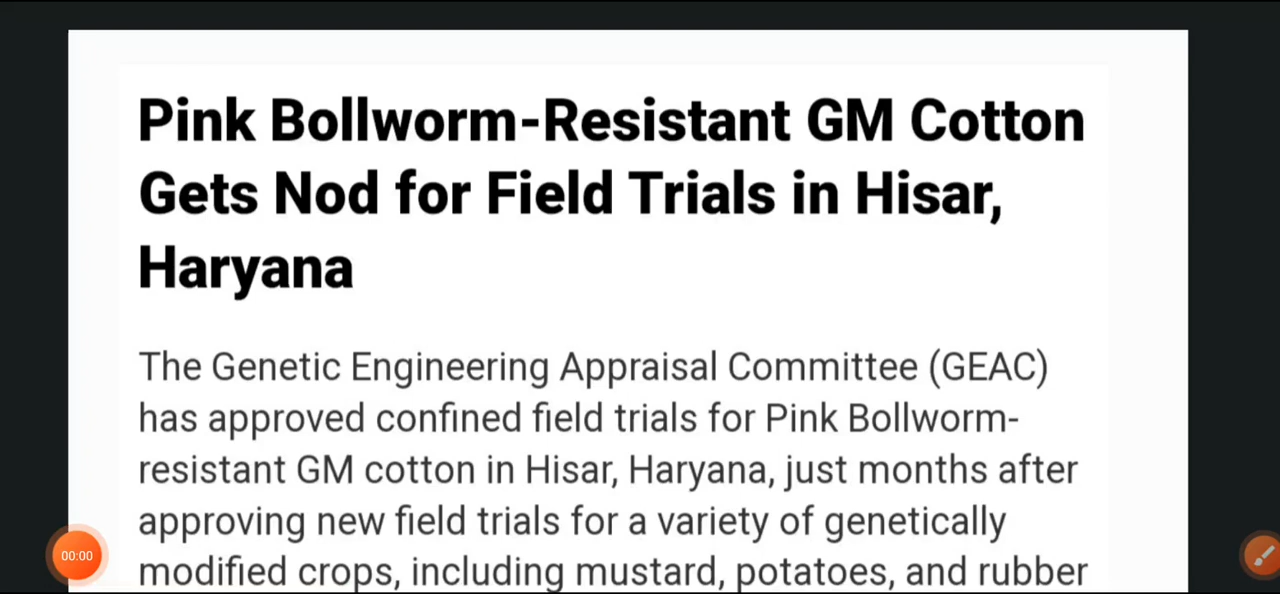 Pink Bollworm-Resistant GM Cotton
Gets Nod for Field Trials in Hisar,
Haryana
The Genetic Engineering Appraisal Committee (GEAC)
has approved confined field trials for Pink Bollworm-
resistant GM cotton in Hisar, Haryana, just months after
approving new field trials for a variety of genetically
modified crops, including mustard, potatoes, and rubber
00:00